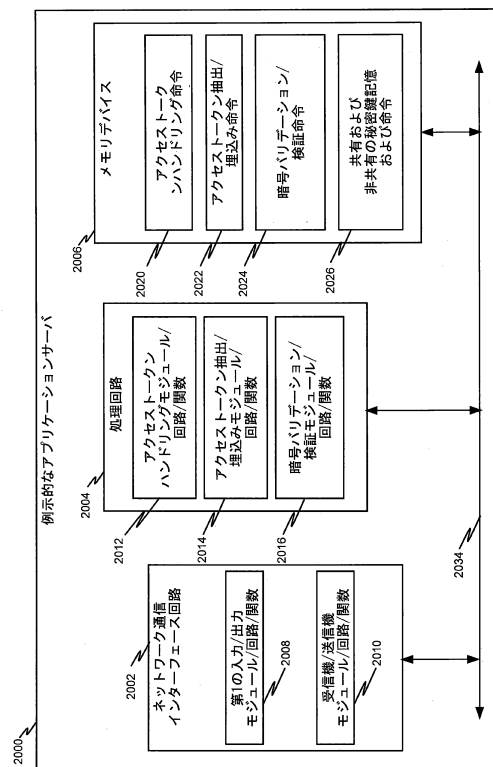 2000
例示的なアプリケーションサーバ
2002
ネットワーク通信
インターフェース回路
第1の入力/出力
モジュール/回路/関数
2008
受信機/送信機
モジュール/回路/関数
2010
2004
処理回路
アクセストークン
ハンドリングモジュール/
回路/関数
2012
アクセストークン抽出/
埋込みモジュール/
回路/関数
2014
暗号バリデーション/
検証モジュール/
回路/関数
2016
2006
メモリデバイス
アクセストーク
ンハンドリング命令
2020
アクセストークン抽出/
埋込み命令
2022
暗号バリデーション/
検証命令
2024
共有および
非共有の秘密鍵記憶
および命令
2026
2034